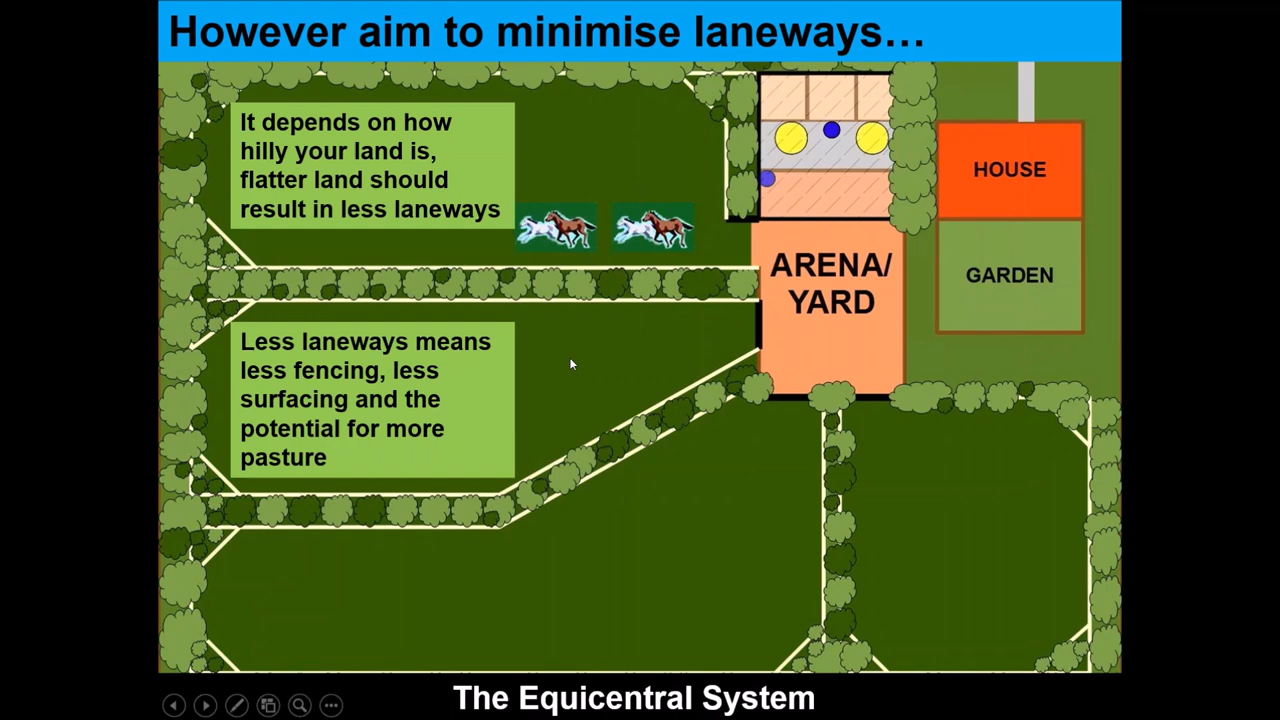 However aim to minimise laneways…
It depends on how
hilly your land is,
flatter land should
result in less laneways
HOUSE
ARENA/
YARD
GARDEN
Less laneways means
less fencing, less
surfacing and the
potential for more
pasture
The Equicentral System